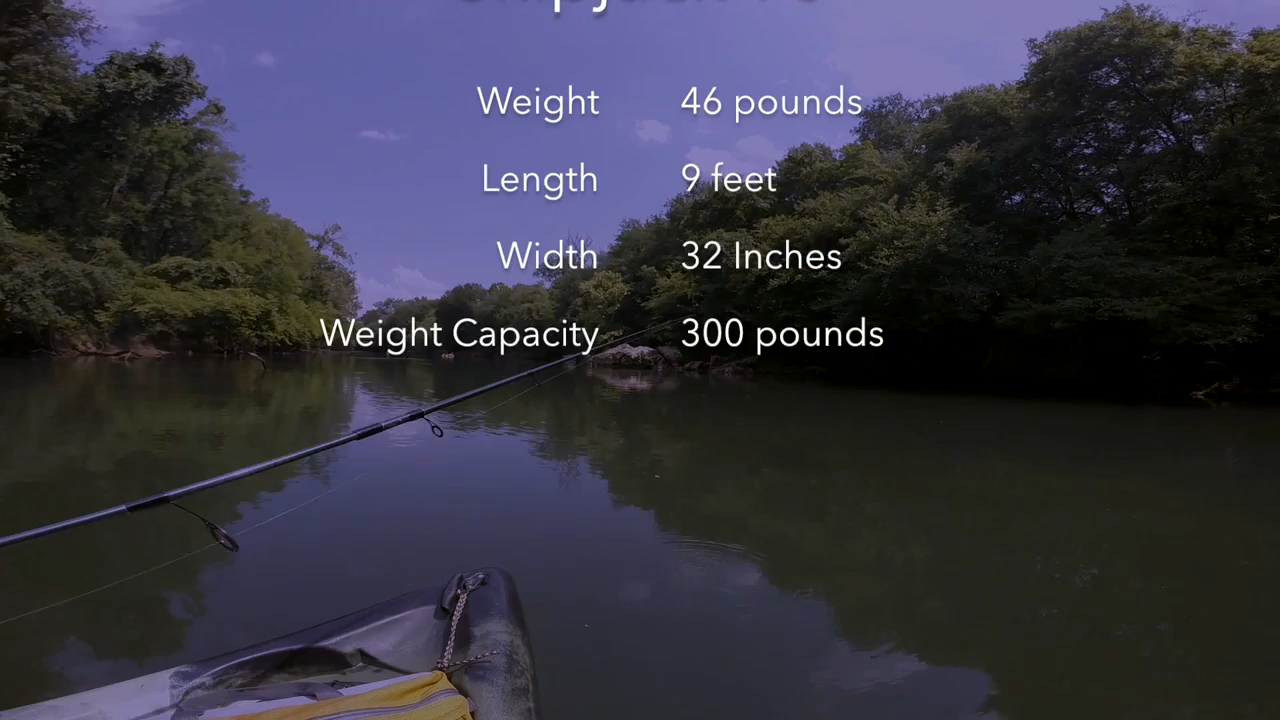 Weight 46 pounds
Length 9 feet
Width 32 Inches
Weight Capacity 300 pounds